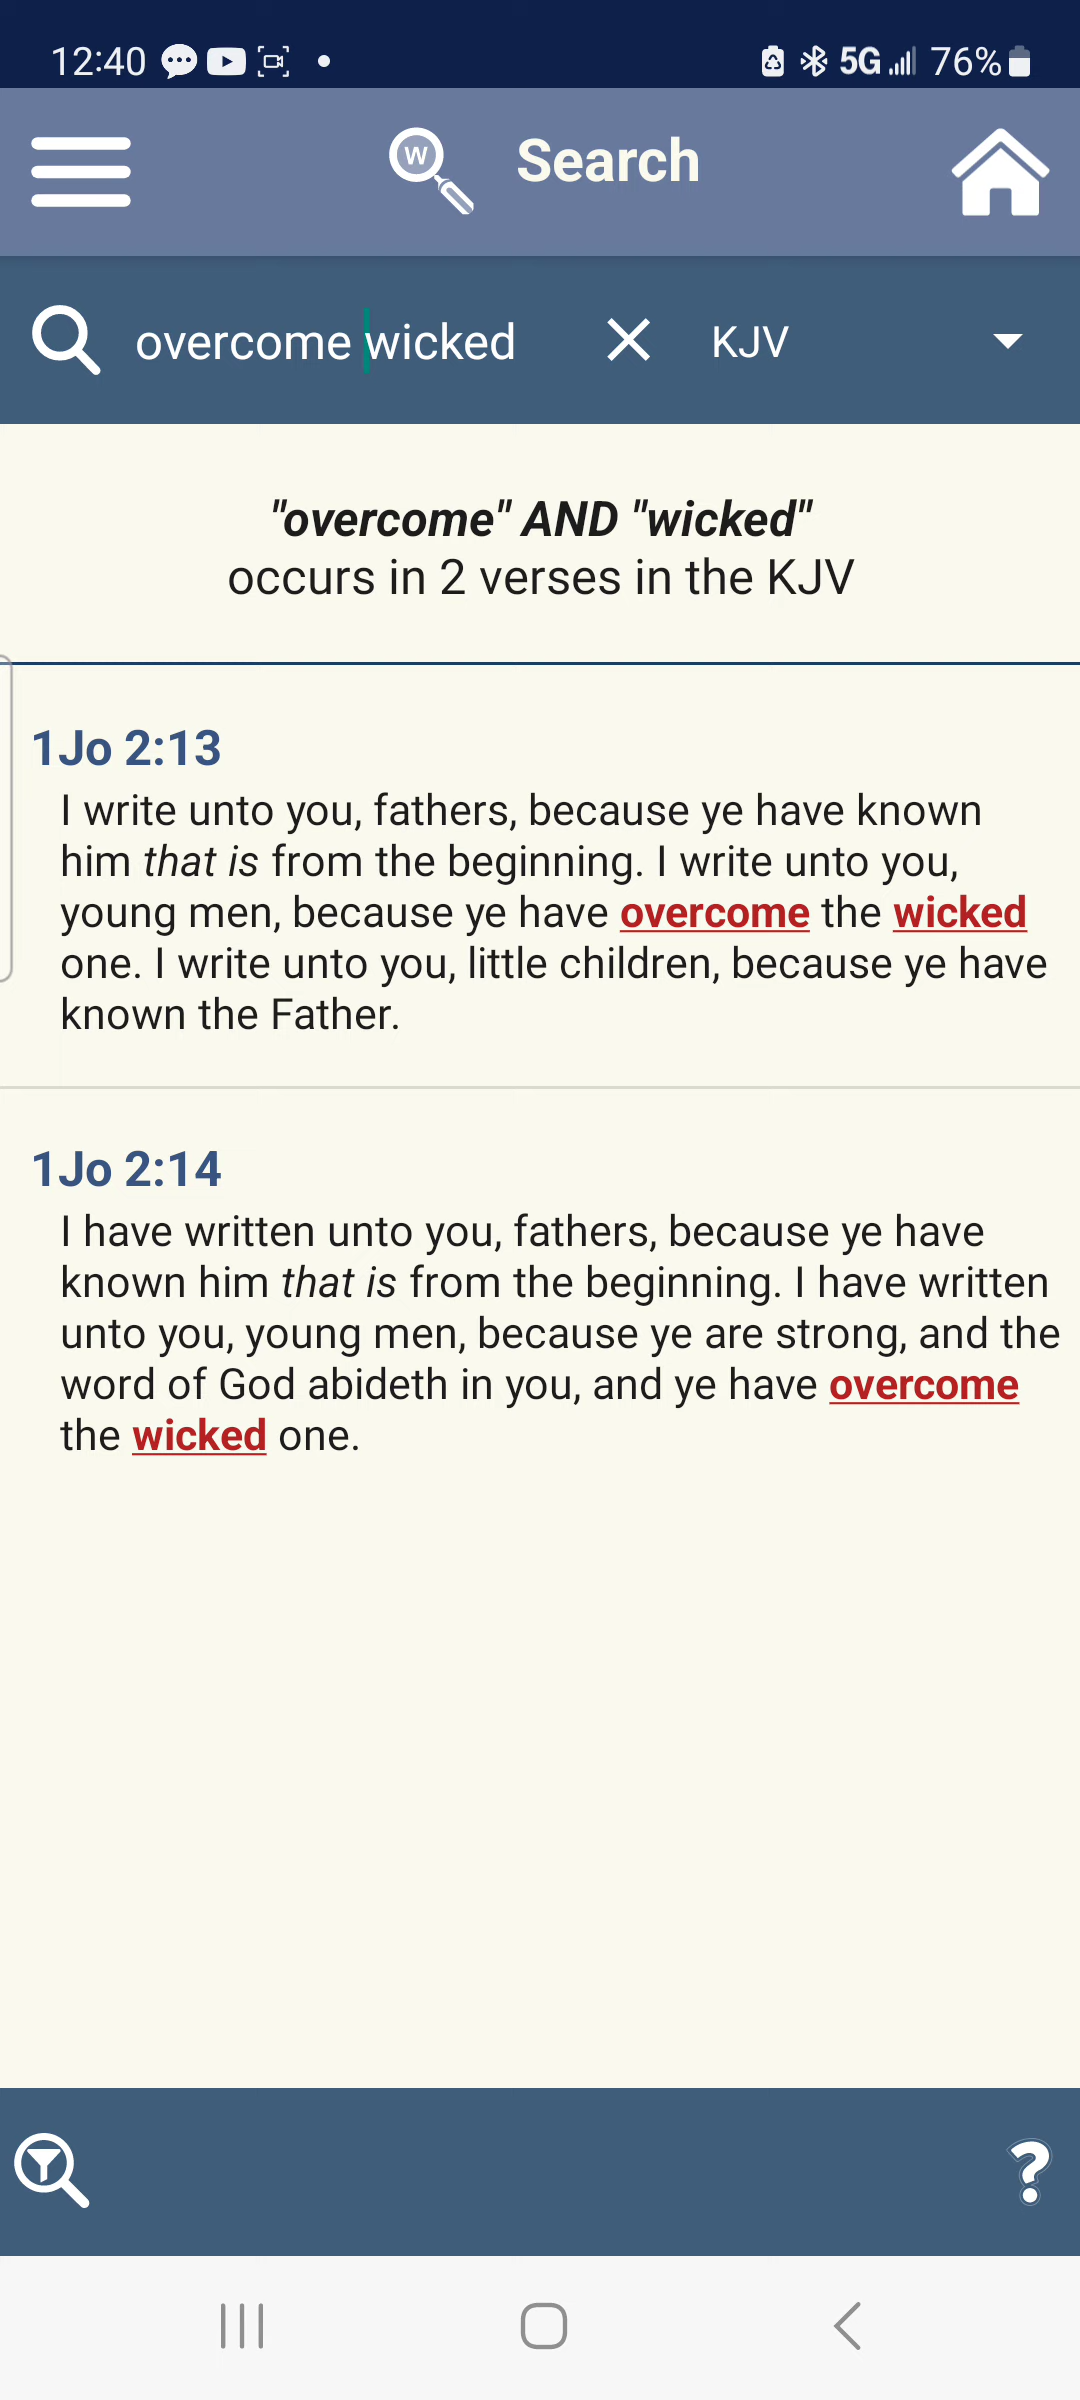 12:40
5G 76%
W Search
overcome wicked KJV
"overcome" AND "wicked"
occurs in 2 verses in the KJV
1Jo 2:13
I write unto you, fathers, because ye have known
him that is from the beginning. I write unto you,
young men, because ye have overcome the wicked
one. I write unto you, little children, because ye have
known the Father.
1Jo 2:14
I have written unto you, fathers, because ye have
known him that is from the beginning. I have written
unto you, young men, because ye are strong, and the
word of God abideth in you, and ye have overcome
the wicked one.
?